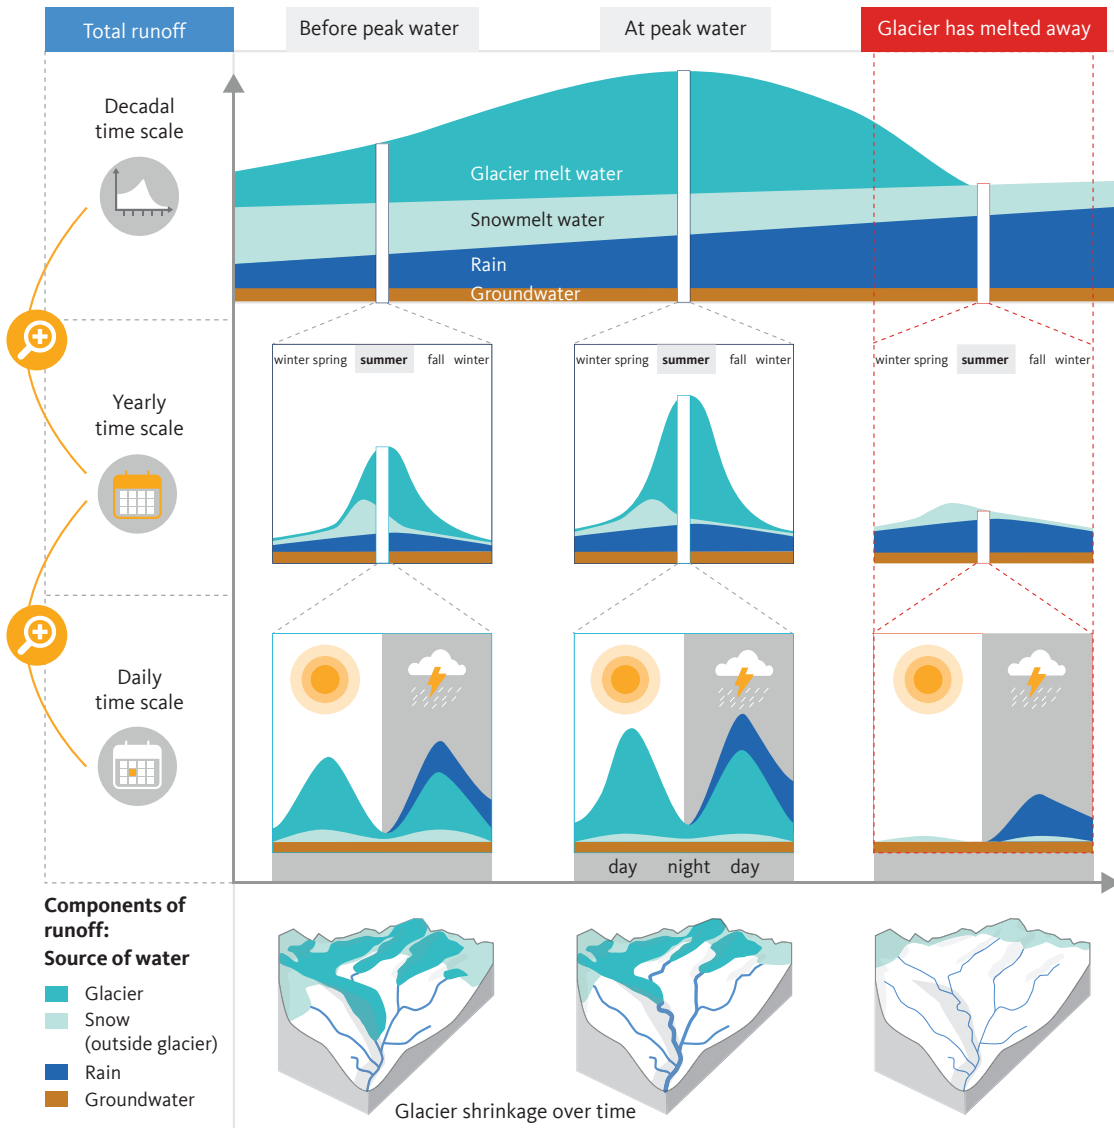 Total runoff
Before peak water
At peak water
Glacier has melted away
Decadal
time scale
Glacier melt water
Snowmelt water
Rain
Groundwater
winter spring summer fall winter
winter spring summer fall winter
winter spring summer fall winter
Yearly
time scale
Daily
time scale
day night day
Components of
runoff:
Source of water
Glacier
Snow
(outside glacier)
Rain
Groundwater
Glacier shrinkage over time